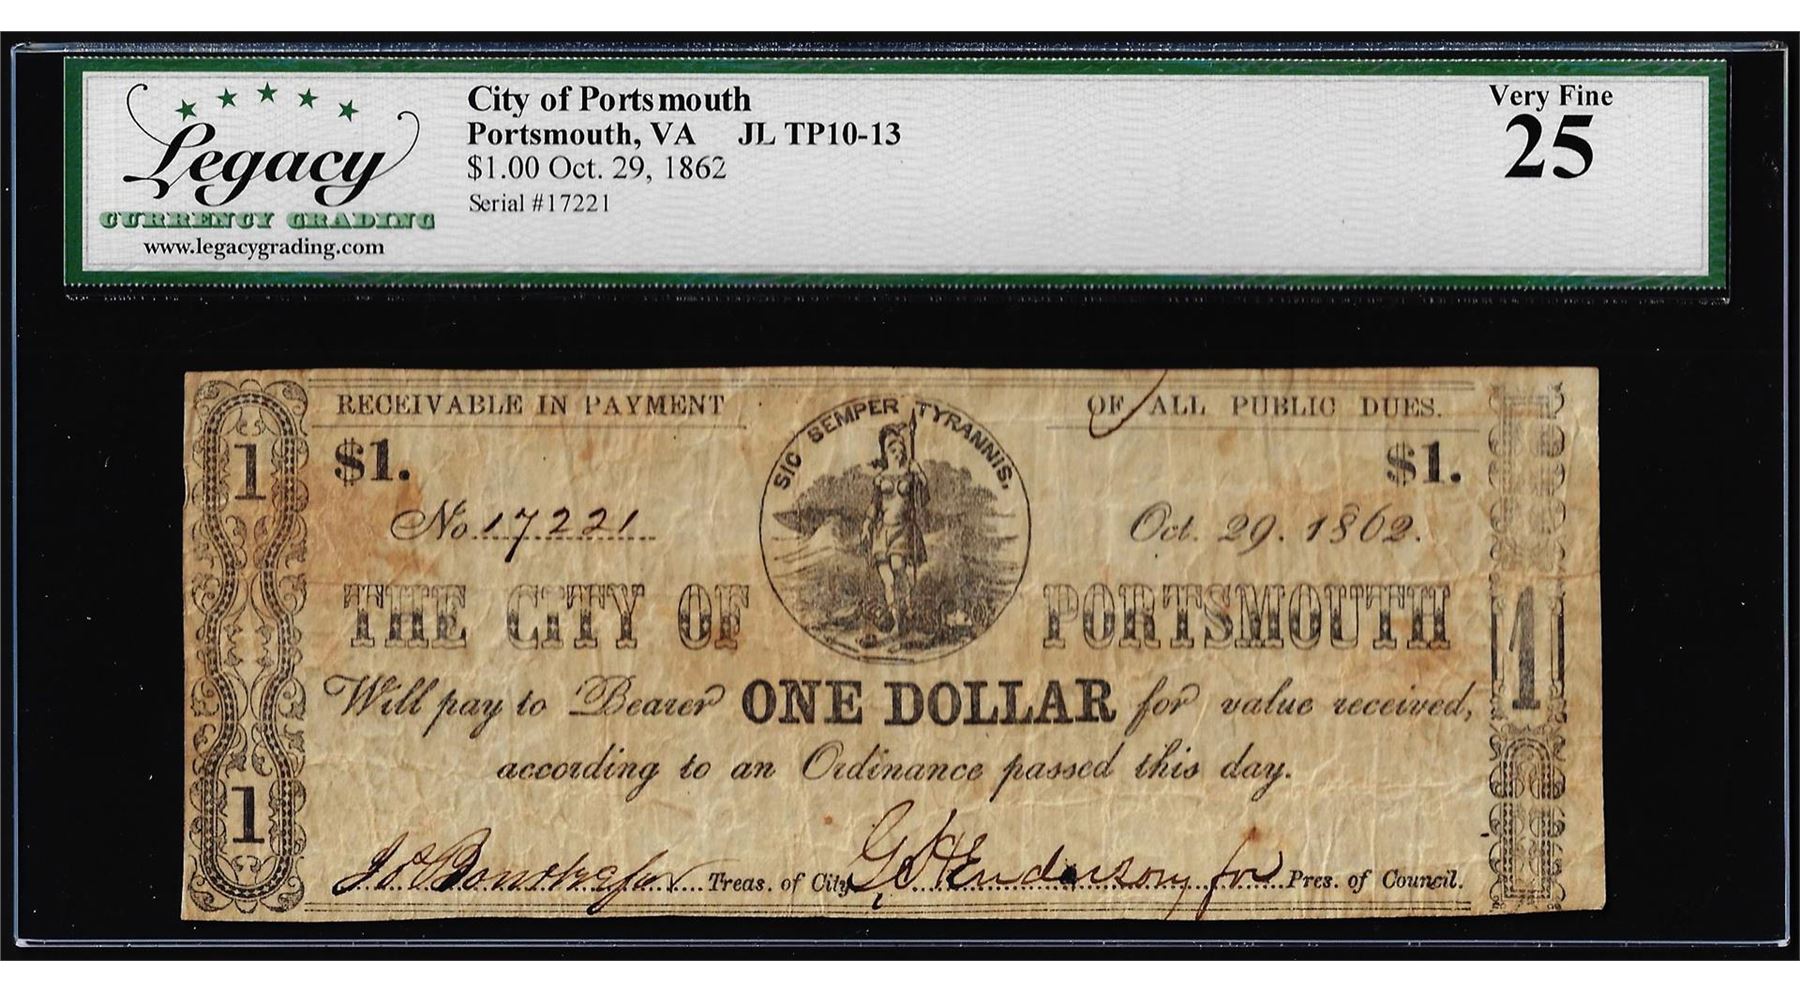 Legacy
CURRENCY GRADING
www.legacygrading.com
City of Portsmouth
Portsmouth, VA JL TP10-13
$1.00 Oct. 29, 1862
Serial #17221
Very Fine
25
RECEIVABLE IN PAYMENT OF ALL PUBLIC DUES.
SIC SEMPER TYRANNIS,
1
$1. $1.
No. 17221 Oct. 29. 1862.
THE CITY OF PORTSMOUTH
1
Will pay to Bearer ONE DOLLAR for value received,
according to an Ordinance passed this day.
1
Treas. of City G Henderson for Pres. of Council.